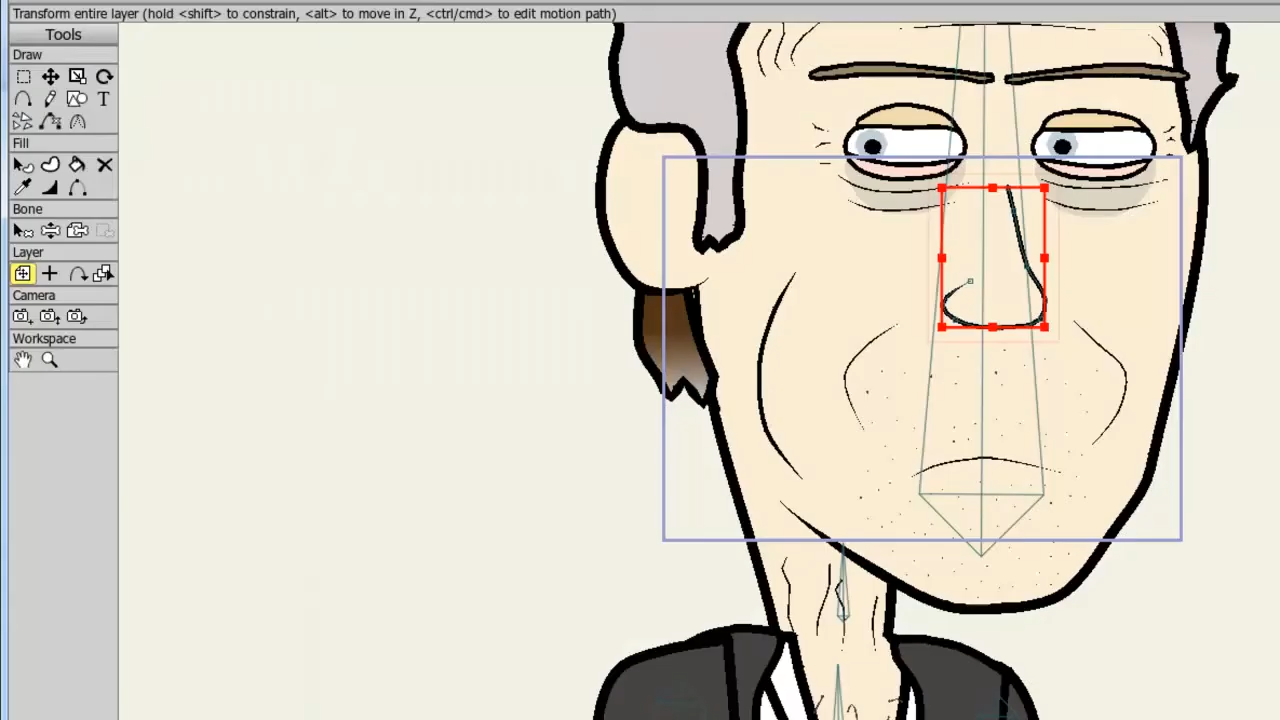 Transform entire layer (hold <shift> to constrain, <alt> to move in Z, <ctrl/cmd> to edit motion path)
Tools
Draw
T
Fill
Bone
Layer
Camera
Workspace